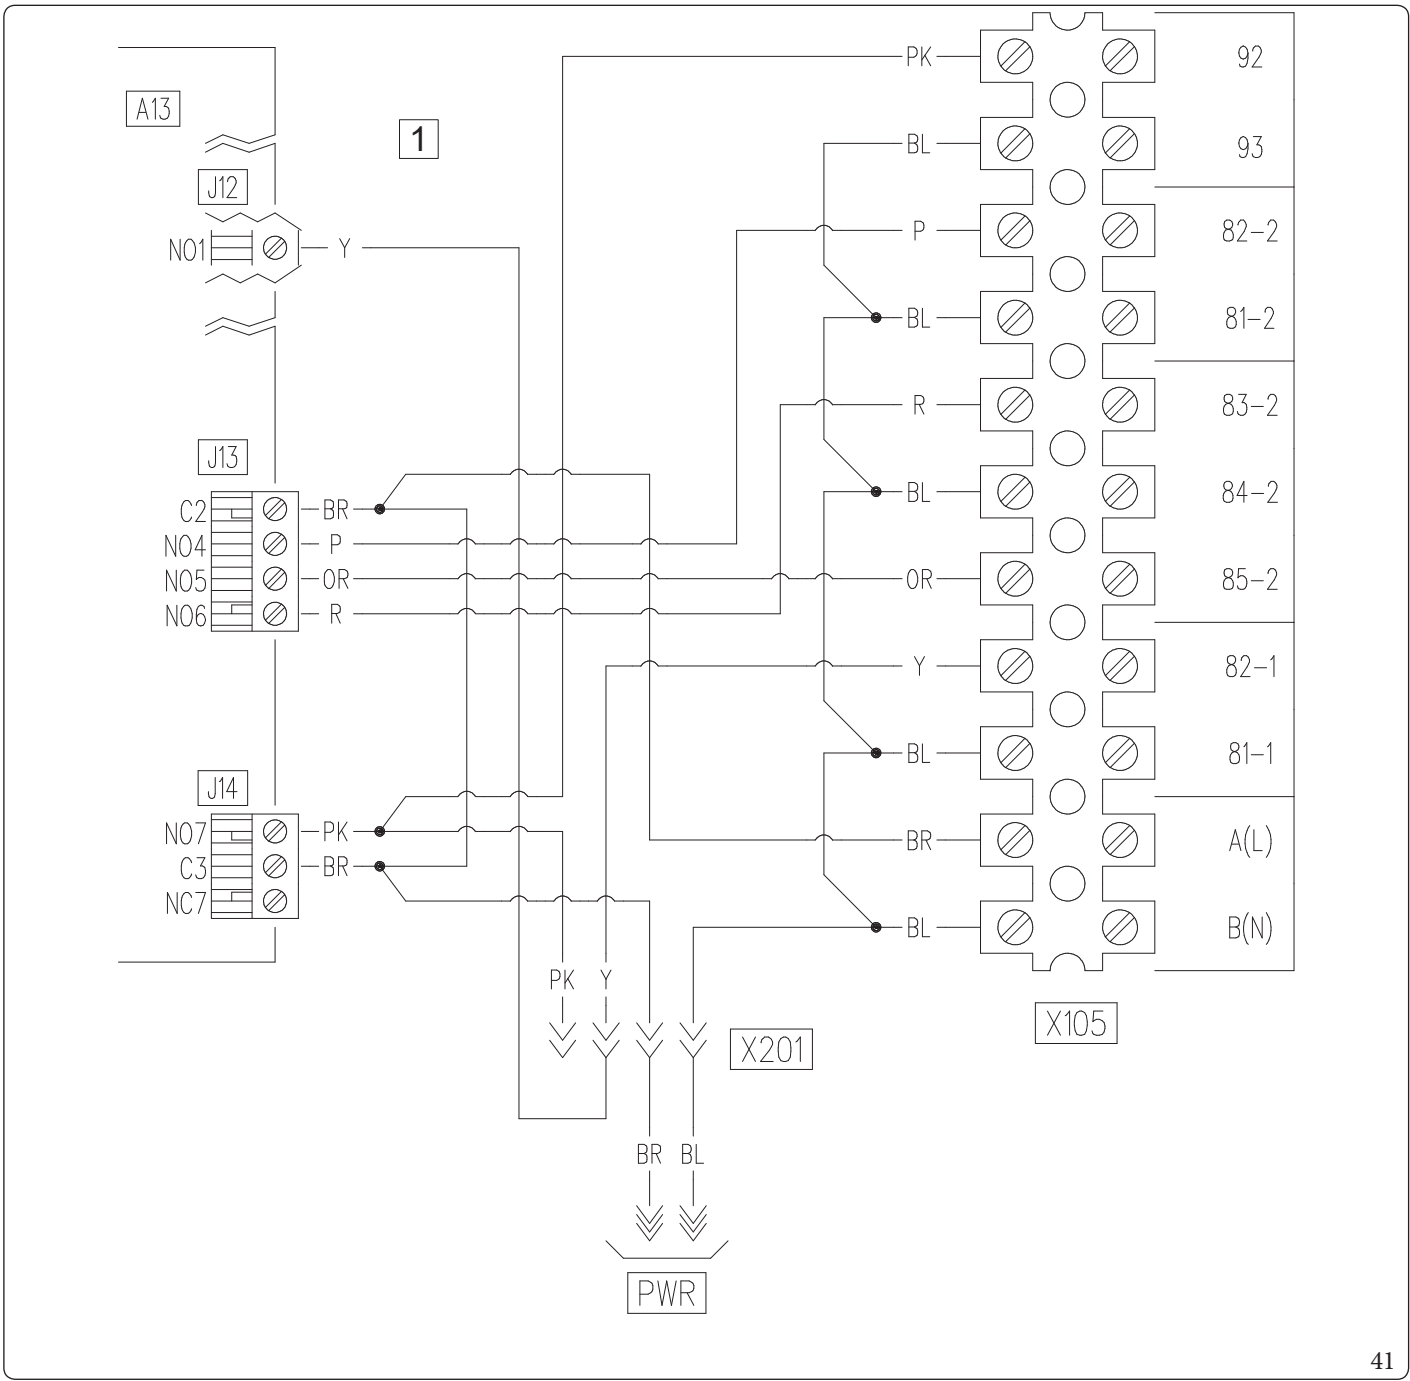 PK 92
A13
1
BL 93
J12
P 82-2
NO1 Y
BL 81-2
R 83-2
J13
BL 84-2
C2 BR
NO4 P
NO5 OR OR 85-2
NO6 R
Y 82-1
BL 81-1
J14
NO7 PK
BR A(L)
C3 BR
NC7
BL B(N)
PK Y
X105
X201
BR BL
PWR
41